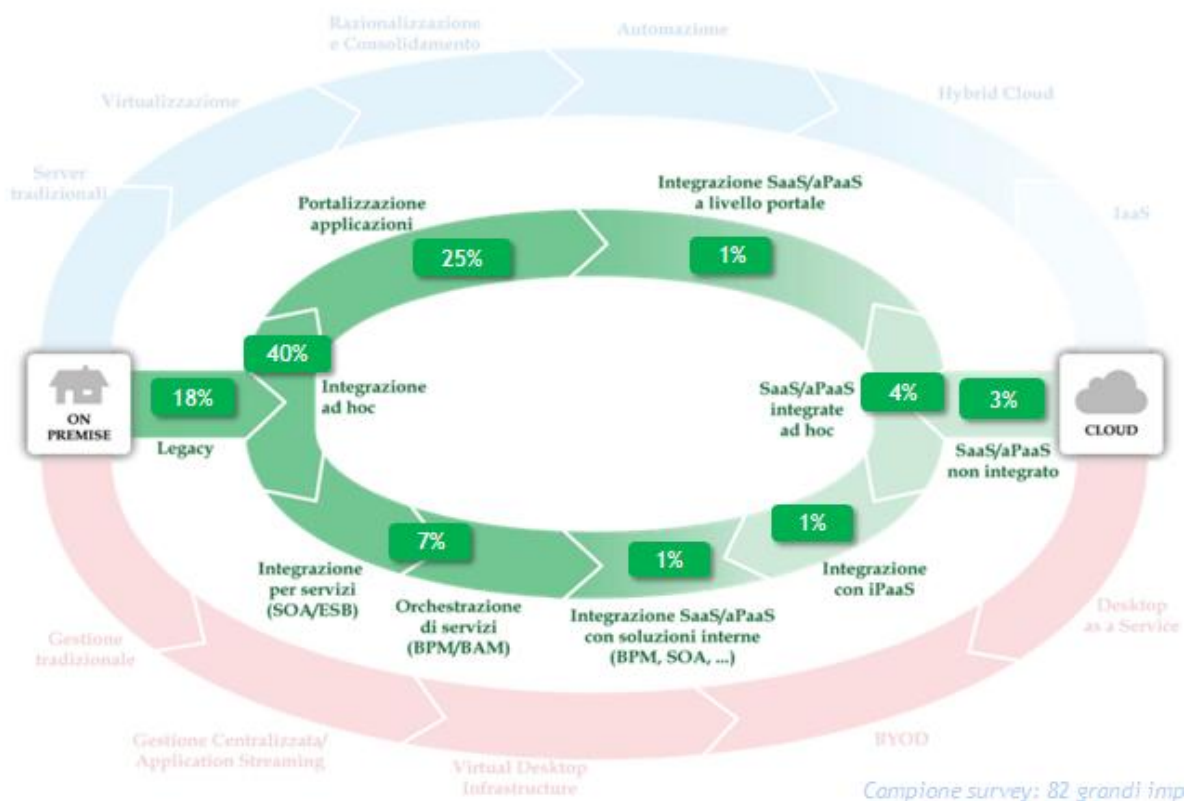 Razionalizzazione
e Consolidamento
Automazione
Virtualizzazione
Hybrid Cloud
Server
tradizionali
IaaS
Portalizzazione
applicazioni
Integrazione SaaS/aPaaS
a livello portale
25%
1%
40%
ON
PREMISE
18%
Legacy
Integrazione
ad hoc
SaaS/aPaaS
integrate
ad hoc
4%
3%
CLOUD
SaaS/aPaaS
non integrato
7%
1%
1%
Integrazione
per servizi
(SOA/ESB)
Orchestrazione
di servizi
(BPM/BAM)
Integrazione SaaS/aPaaS
con soluzioni interne
(BPM, SOA, ...)
Integrazione
con iPaaS
Gestione
tradizionale
Desktop
as a Service
Gestione Centralizzata/
Application Streaming
Virtual Desktop
Infrastructure
BYOD
Campione survey: 82 grandi imp